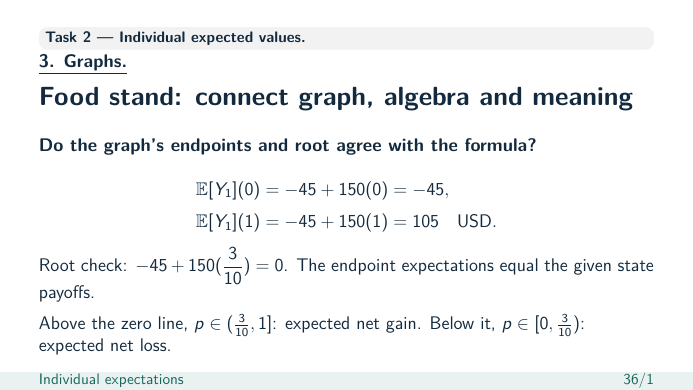 Task 2 — Individual expected values.
3. Graphs.
Food stand: connect graph, algebra and meaning
Do the graph's endpoints and root agree with the formula?
𝔼[Y₁](0) = −45 + 150(0) = −45,
𝔼[Y₁](1) = −45 + 150(1) = 105 USD.
Root check: −45 + 150(3/10) = 0. The endpoint expectations equal the given state
payoffs.
Above the zero line, p ∈ (3/10, 1]: expected net gain. Below it, p ∈ [0, 3/10):
expected net loss.
Individual expectations 36/1